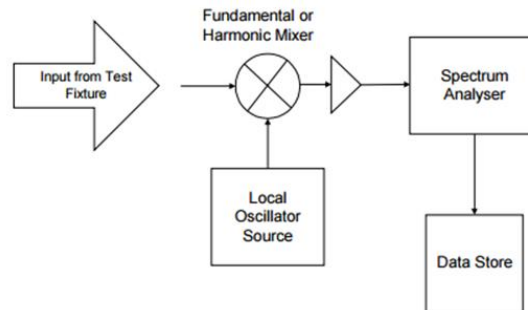 Fundamental or
Harmonic Mixer
Input from Test
Fixture
Spectrum
Analyser
Local
Oscillator
Source
Data Store